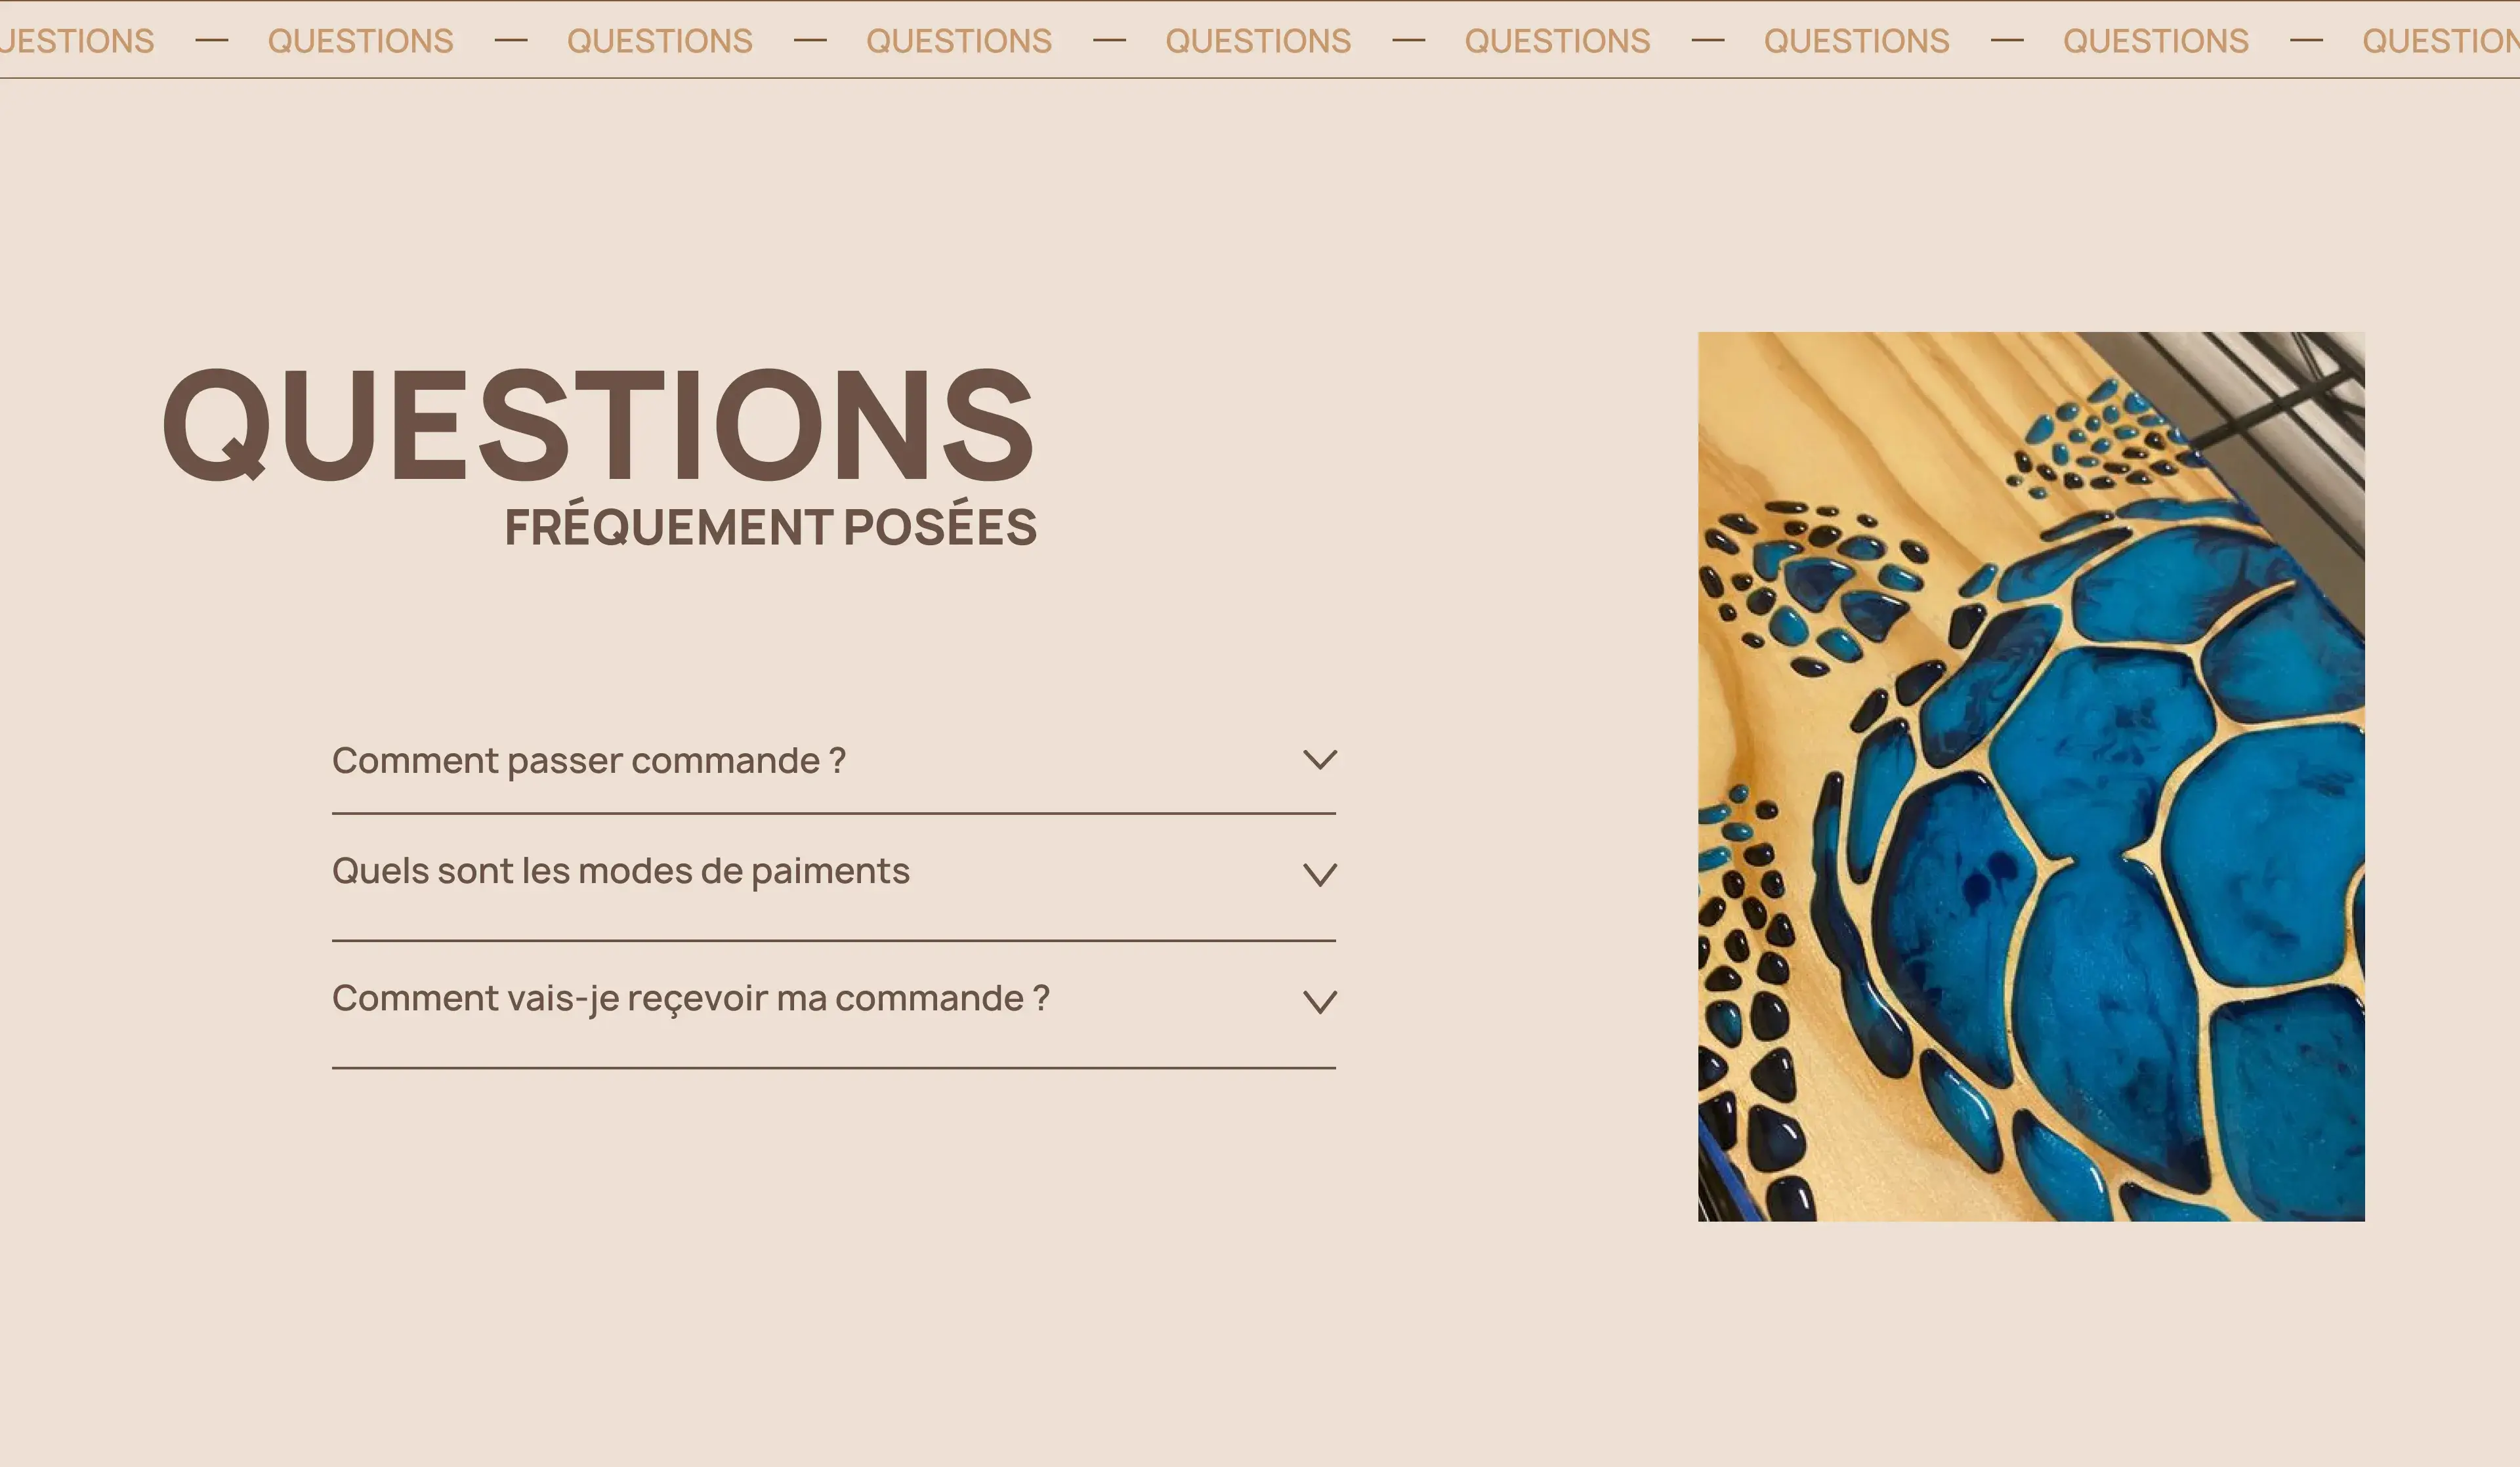 UESTIONS — QUESTIONS — QUESTIONS — QUESTIONS — QUESTIONS — QUESTIONS — QUESTIONS — QUESTIONS — QUESTION
QUESTIONS
FRÉQUEMENT POSÉES
Comment passer commande ?
Quels sont les modes de paiments
Comment vais-je reçevoir ma commande ?